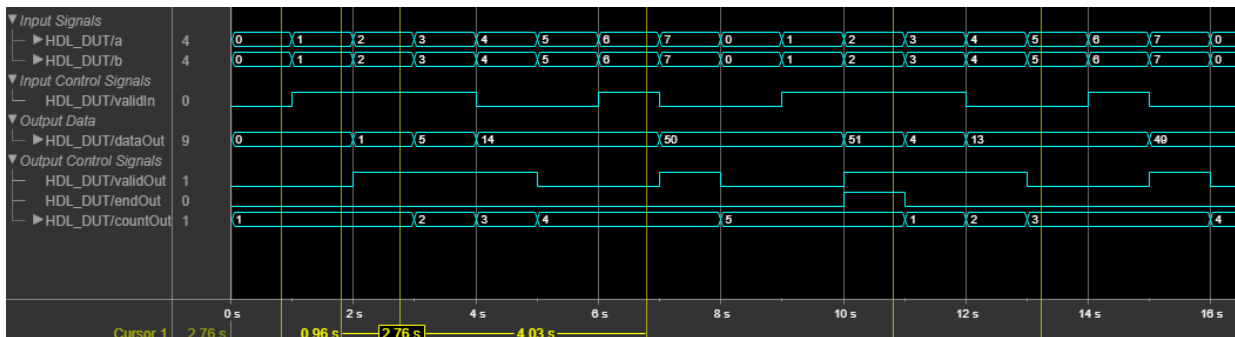 Input Signals
HDL_DUT/a 4 0 1 2 3 4 5 6 7 0 1 2 3 4 5 6 7 0
HDL_DUT/b 4 0 1 2 3 4 5 6 7 0 1 2 3 4 5 6 7 0
Input Control Signals
HDL_DUT/validIn 0
Output Data
HDL_DUT/dataOut 9 0 1 5 14 50 51 4 13 49
Output Control Signals
HDL_DUT/validOut 1
HDL_DUT/endOut 0
HDL_DUT/countOut 1 1 2 3 4 5 1 2 3 4
0 s 2 s 4 s 6 s 8 s 10 s 12 s 14 s 16 s
Cursor 1 2.76 s 0.96 s 2.76 s 4.03 s